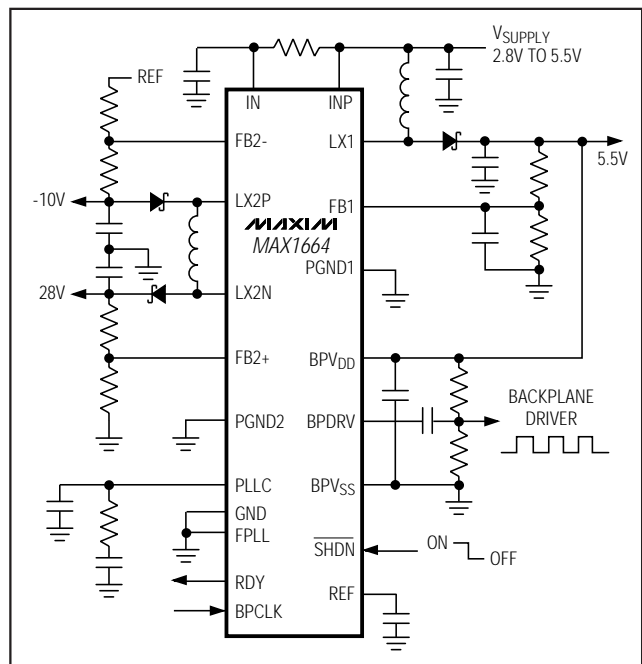 VSUPPLY
2.8V TO 5.5V
REF
IN
INP
FB2-
LX1
5.5V
-10V
LX2P
FB1
MAXIM
MAX1664
PGND1
28V
LX2N
FB2+
BPVDD
BACKPLANE
DRIVER
PGND2
BPDRV
PLLC
BPVSS
GND
FPLL
SHDN
ON
OFF
RDY
REF
BPCLK